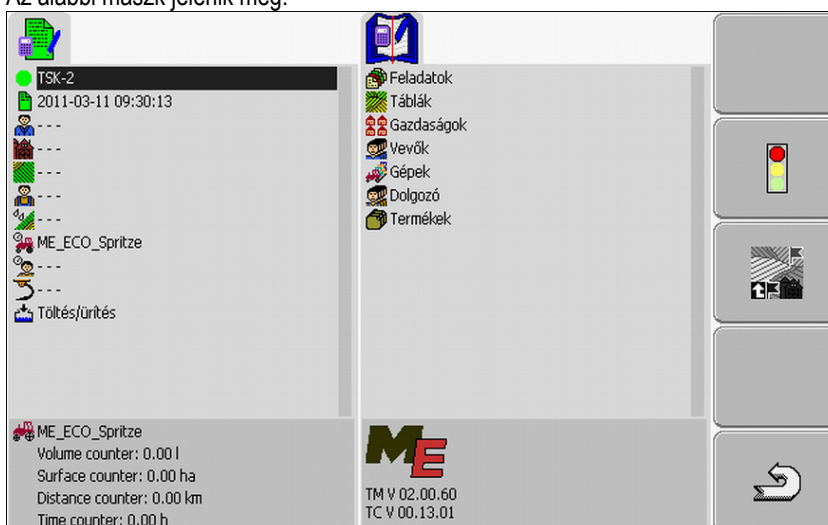 Az alábbi maszk jelenik meg:
TSK-2
2011-03-11 09:30:13
---
---
---
---
---
ME_ECO_Spritze
---
---
Töltés/ürítés
ME_ECO_Spritze
Volume counter: 0.00 l
Surface counter: 0.00 ha
Distance counter: 0.00 km
Time counter: 0.00 h
Feladatok
Táblák
Gazdaságok
Vevők
Gépek
Dolgozó
Termékek
ME
TM V 02.00.60
TC V 00.13.01